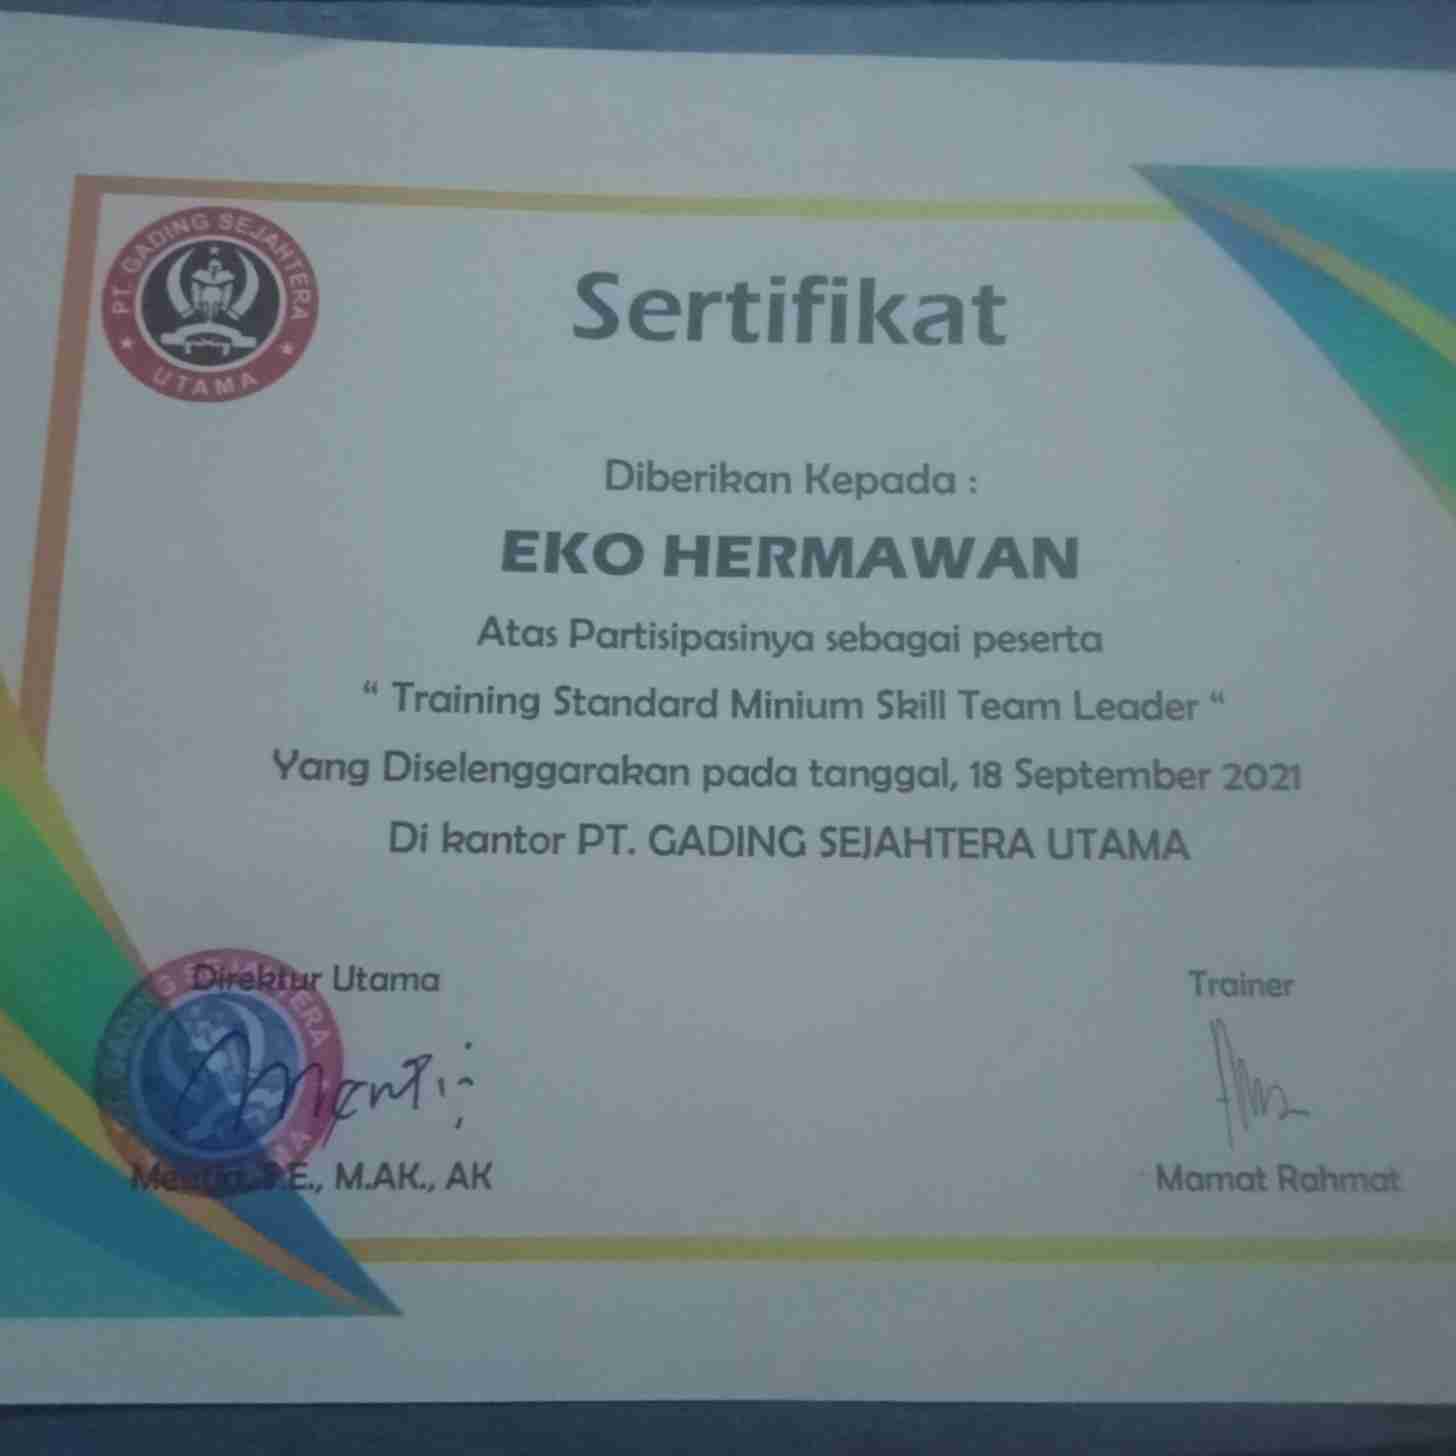 PT. GADING SEJAHTERA
UTAMA
Sertifikat
Diberikan Kepada :
EKO HERMAWAN
Atas Partisipasinya sebagai peserta
“ Training Standard Minium Skill Team Leader “
Yang Diselenggarakan pada tanggal, 18 September 2021
Di kantor PT. GADING SEJAHTERA UTAMA
Direktur Utama
Trainer
M.AK., AK
Mamat Rahmat